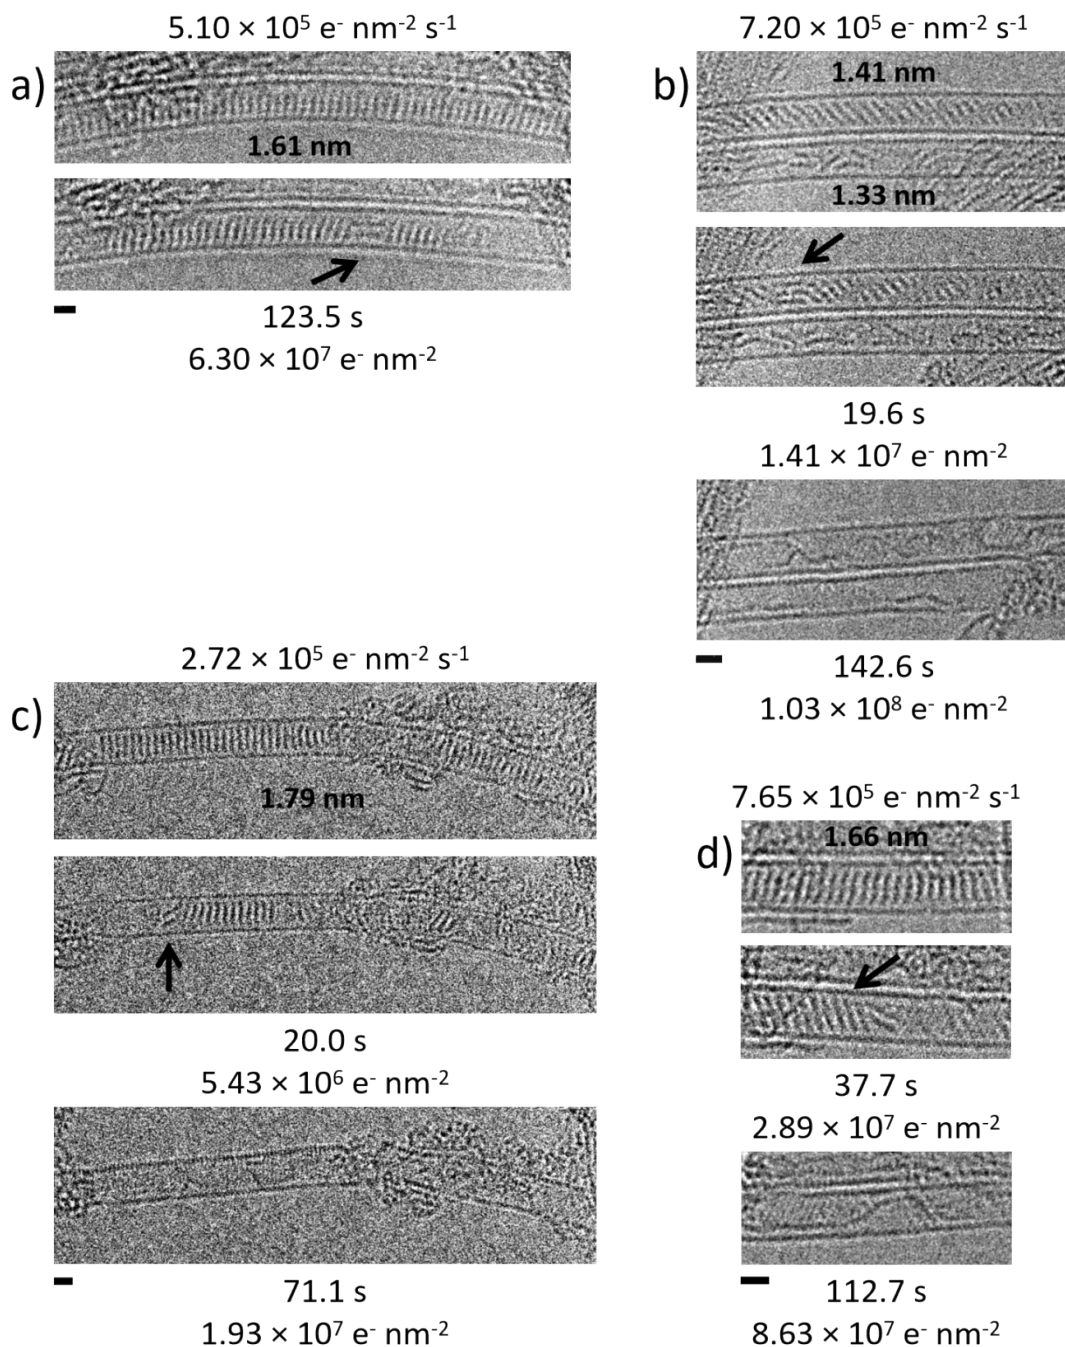 5.10 × 10⁵ e⁻ nm⁻² s⁻¹
a)
1.61 nm
123.5 s
6.30 × 10⁷ e⁻ nm⁻²
7.20 × 10⁵ e⁻ nm⁻² s⁻¹
b)
1.41 nm
1.33 nm
19.6 s
1.41 × 10⁷ e⁻ nm⁻²
142.6 s
1.03 × 10⁸ e⁻ nm⁻²
2.72 × 10⁵ e⁻ nm⁻² s⁻¹
c)
1.79 nm
20.0 s
5.43 × 10⁶ e⁻ nm⁻²
71.1 s
1.93 × 10⁷ e⁻ nm⁻²
7.65 × 10⁵ e⁻ nm⁻² s⁻¹
d)
1.66 nm
37.7 s
2.89 × 10⁷ e⁻ nm⁻²
112.7 s
8.63 × 10⁷ e⁻ nm⁻²